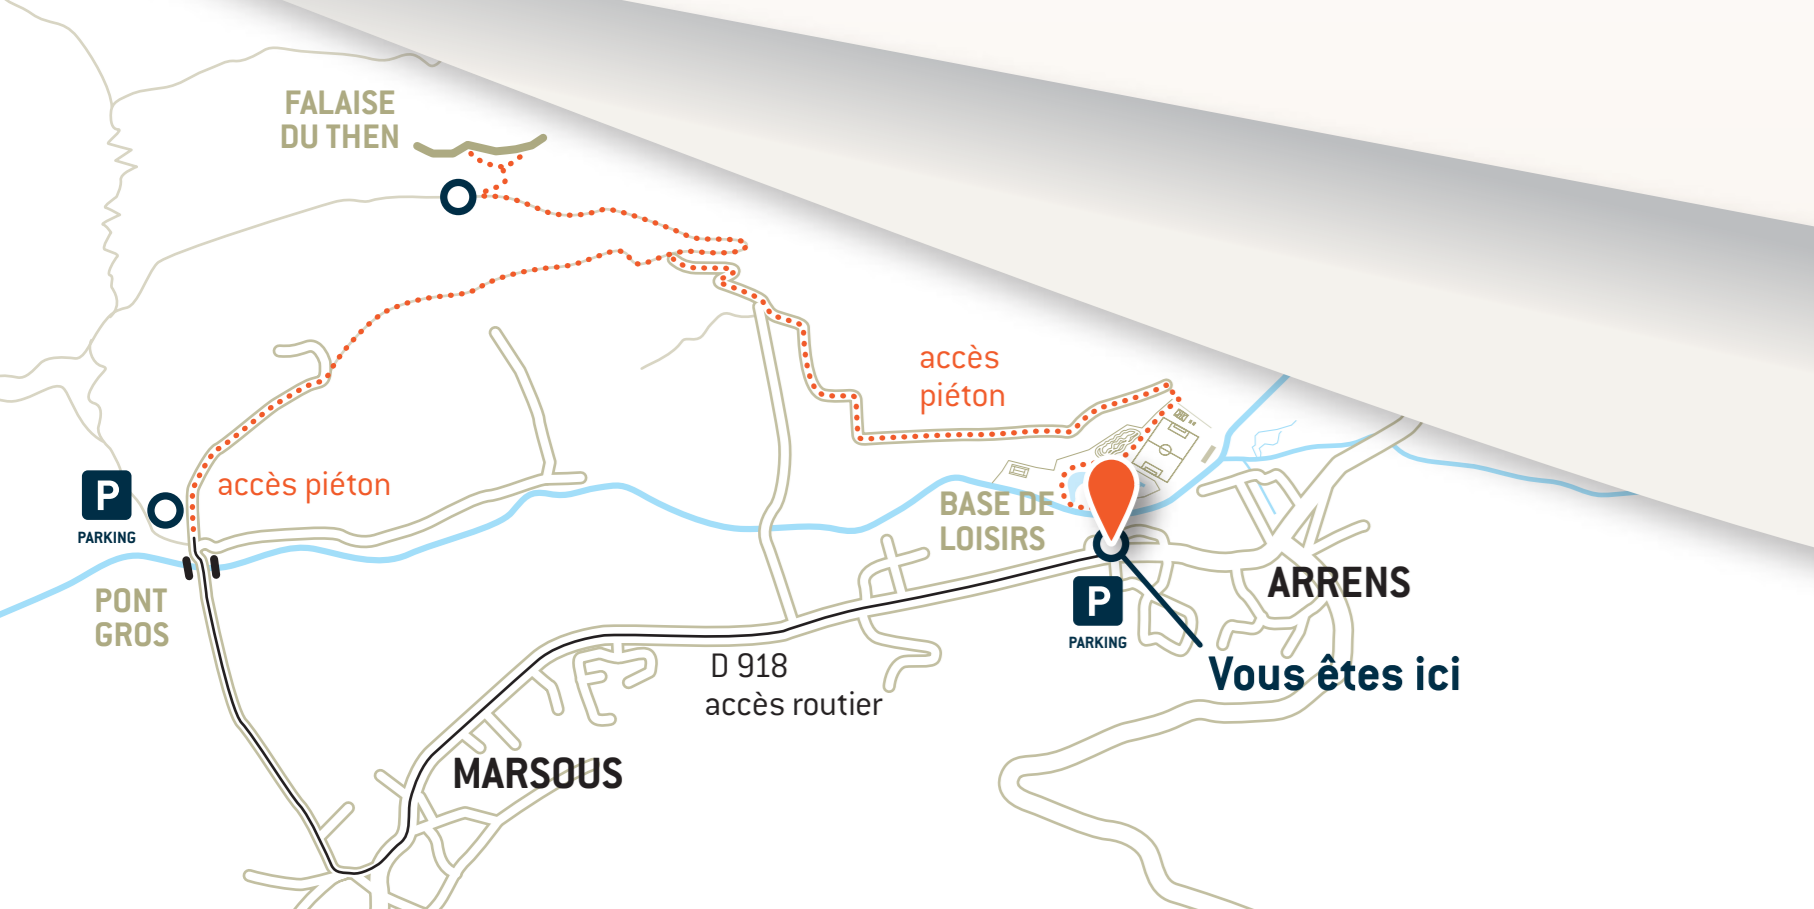 FALAISE
DU THEN
accès
piéton
accès piéton
P
PARKING
BASE DE
LOISIRS
PONT
GROS
ARRENS
P
PARKING
Vous êtes ici
D 918
accès routier
MARSOUS